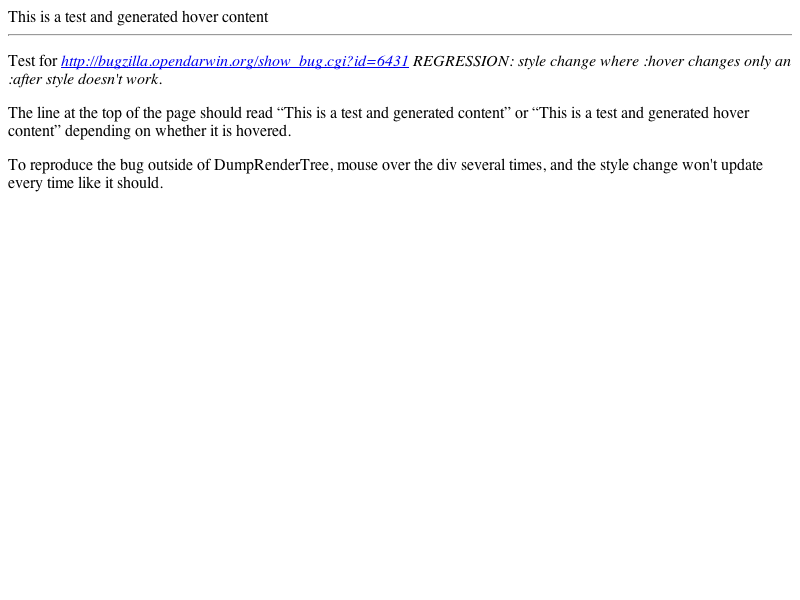 This is a test and generated hover content
Test for http://bugzilla.opendarwin.org/show_bug.cgi?id=6431 REGRESSION: style change where :hover changes only an
:after style doesn't work.
The line at the top of the page should read “This is a test and generated content” or “This is a test and generated hover
content” depending on whether it is hovered.
To reproduce the bug outside of DumpRenderTree, mouse over the div several times, and the style change won't update
every time like it should.